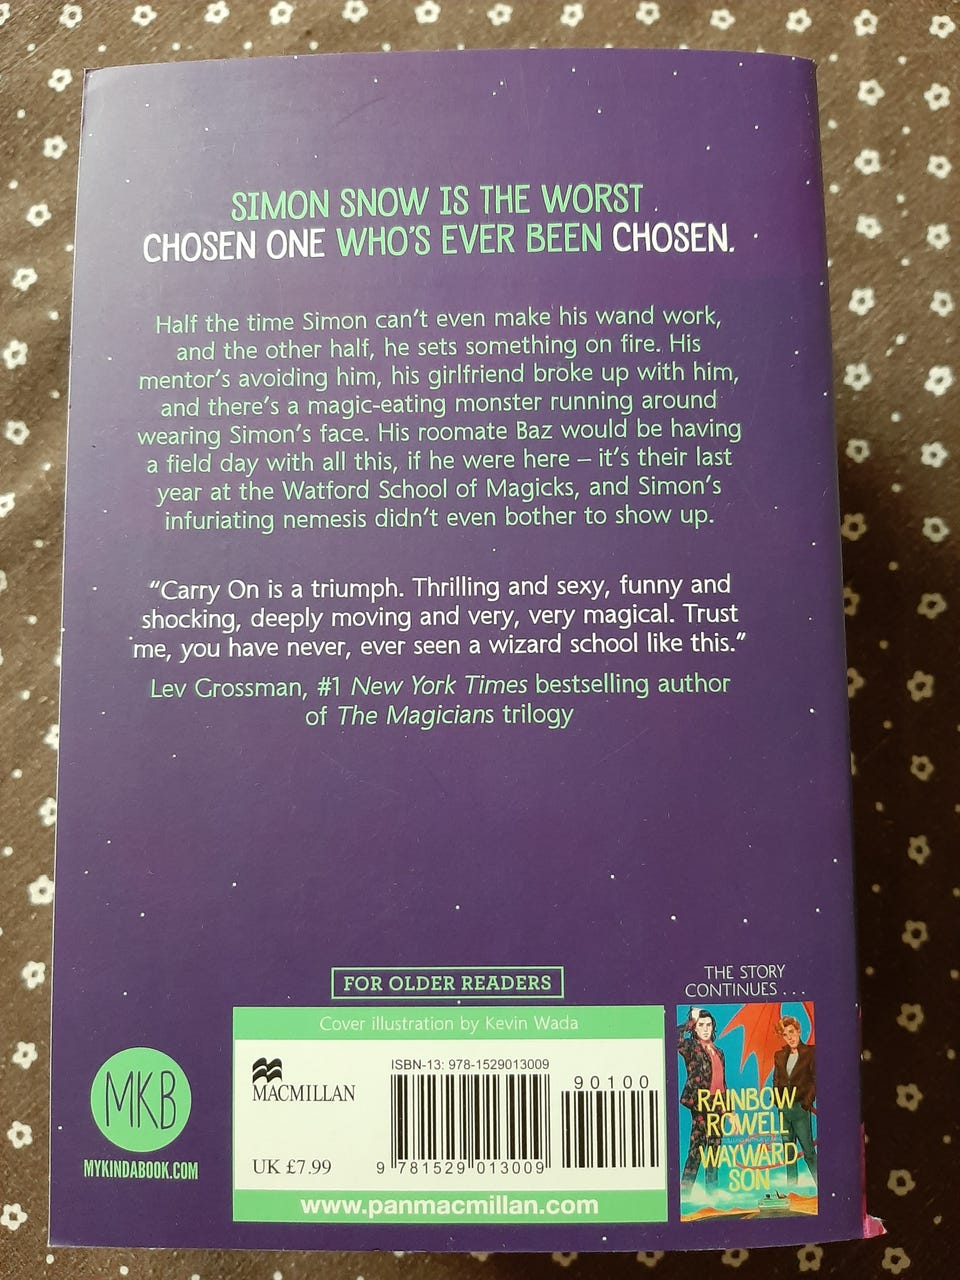 SIMON SNOW IS THE WORST
CHOSEN ONE WHO'S EVER BEEN CHOSEN.
Half the time Simon can't even make his wand work,
and the other half, he sets something on fire. His
mentor's avoiding him, his girlfriend broke up with him,
and there's a magic-eating monster running around
wearing Simon's face. His roomate Baz would be having
a field day with all this, if he were here – it's their last
year at the Watford School of Magicks, and Simon's
infuriating nemesis didn't even bother to show up.
"Carry On is a triumph. Thrilling and sexy, funny and
shocking, deeply moving and very, very magical. Trust
me, you have never, ever seen a wizard school like this."
Lev Grossman, #1 New York Times bestselling author
of The Magicians trilogy
FOR OLDER READERS
Cover illustration by Kevin Wada
MACMILLAN
UK £7.99
ISBN-13: 978-1529013009
90100
9 781529 013009
www.panmacmillan.com
MKB
MYKINDABOOK.COM
THE STORY
CONTINUES . . .
RAINBOW
ROWELL
WAYWARD
SON